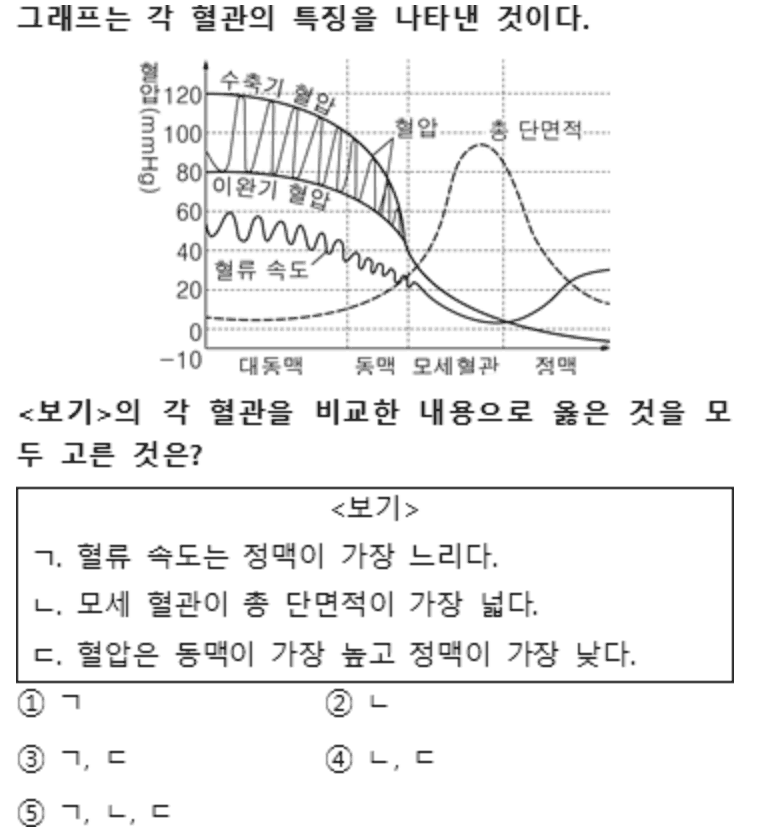 그래프는 각 혈관의 특징을 나타낸 것이다.
혈압(mmHg)
120
100
80
60
40
20
0
-10
수축기 혈압
혈압
총 단면적
이완기 혈압
혈류 속도
대동맥 동맥 모세혈관 정맥
<보기>의 각 혈관을 비교한 내용으로 옳은 것을 모
두 고른 것은?
<보기>
ㄱ. 혈류 속도는 정맥이 가장 느리다.
ㄴ. 모세 혈관이 총 단면적이 가장 넓다.
ㄷ. 혈압은 동맥이 가장 높고 정맥이 가장 낮다.
① ㄱ ② ㄴ
③ ㄱ, ㄷ ④ ㄴ, ㄷ
⑤ ㄱ, ㄴ, ㄷ